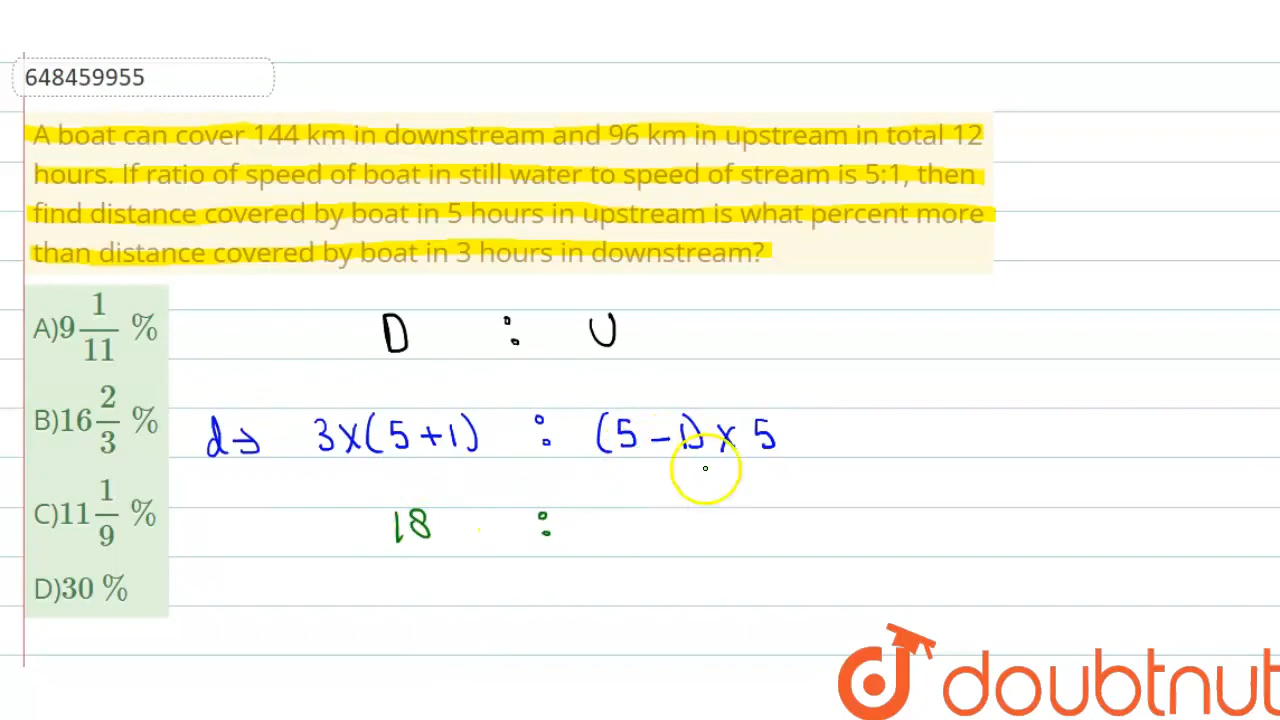 648459955
A boat can cover 144 km in downstream and 96 km in upstream in total 12
hours. If ratio of speed of boat in still water to speed of stream is 5:1, then
find distance covered by boat in 5 hours in upstream is what percent more
than distance covered by boat in 3 hours in downstream?
A)9 1/11 %
B)16 2/3 %
C)11 1/9 %
D)30 %
D : U
d→ 3×(5+1) : (5-1)×5
18 :
doubtnut